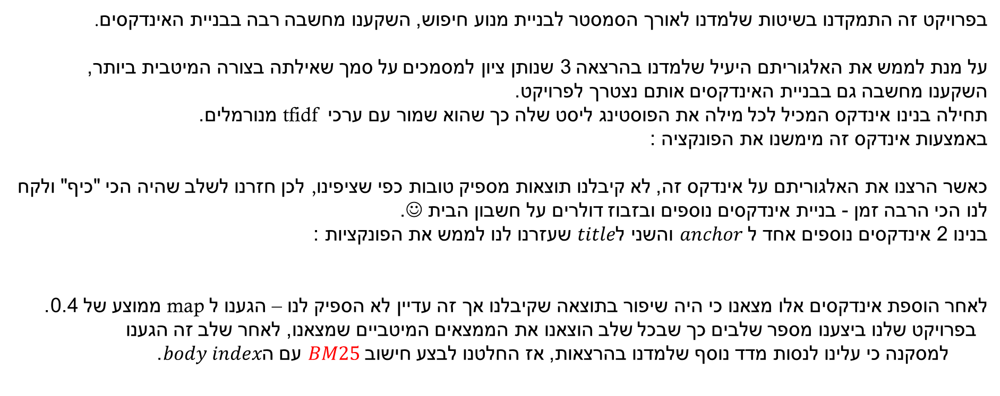 בפרויקט זה התמקדנו בשיטות שלמדנו לאורך הסמסטר לבניית מנוע חיפוש, השקענו מחשבה רבה בבניית האינדקסים.
על מנת לממש את האלגוריתם היעיל שלמדנו בהרצאה 3 שנותן ציון למסמכים על סמך שאילתה בצורה המיטבית ביותר,
השקענו מחשבה גם בבניית האינדקסים אותם נצטרך לפרויקט.
תחילה בנינו אינדקס המכיל לכל מילה את הפוסטינג ליסט שלה כך שהוא שמור עם ערכי tfidf מנורמלים.
באמצעות אינדקס זה מימשנו את הפונקציה :
כאשר הרצנו את האלגוריתם על אינדקס זה, לא קיבלנו תוצאות מספיק טובות כפי שציפינו, לכן חזרנו לשלב שהיה הכי "כיף" ולקח
לנו הכי הרבה זמן - בניית אינדקסים נוספים ובזבוז דולרים על חשבון הבית ☺.
בנינו 2 אינדקסים נוספים אחד ל anchor והשני לtitle שעזרנו לנו לממש את הפונקציות :
לאחר הוספת אינדקסים אלו מצאנו כי היה שיפור בתוצאה שקיבלנו אך זה עדיין לא הספיק לנו – הגענו ל map ממוצע של 0.4.
בפרויקט שלנו ביצענו מספר שלבים כך שבכל שלב הוצאנו את הממצאים המיטביים שמצאנו, לאחר שלב זה הגענו
למסקנה כי עלינו לנסות מדד נוסף שלמדנו בהרצאות, אז החלטנו לבצע חישוב BM25 עם הbody index.